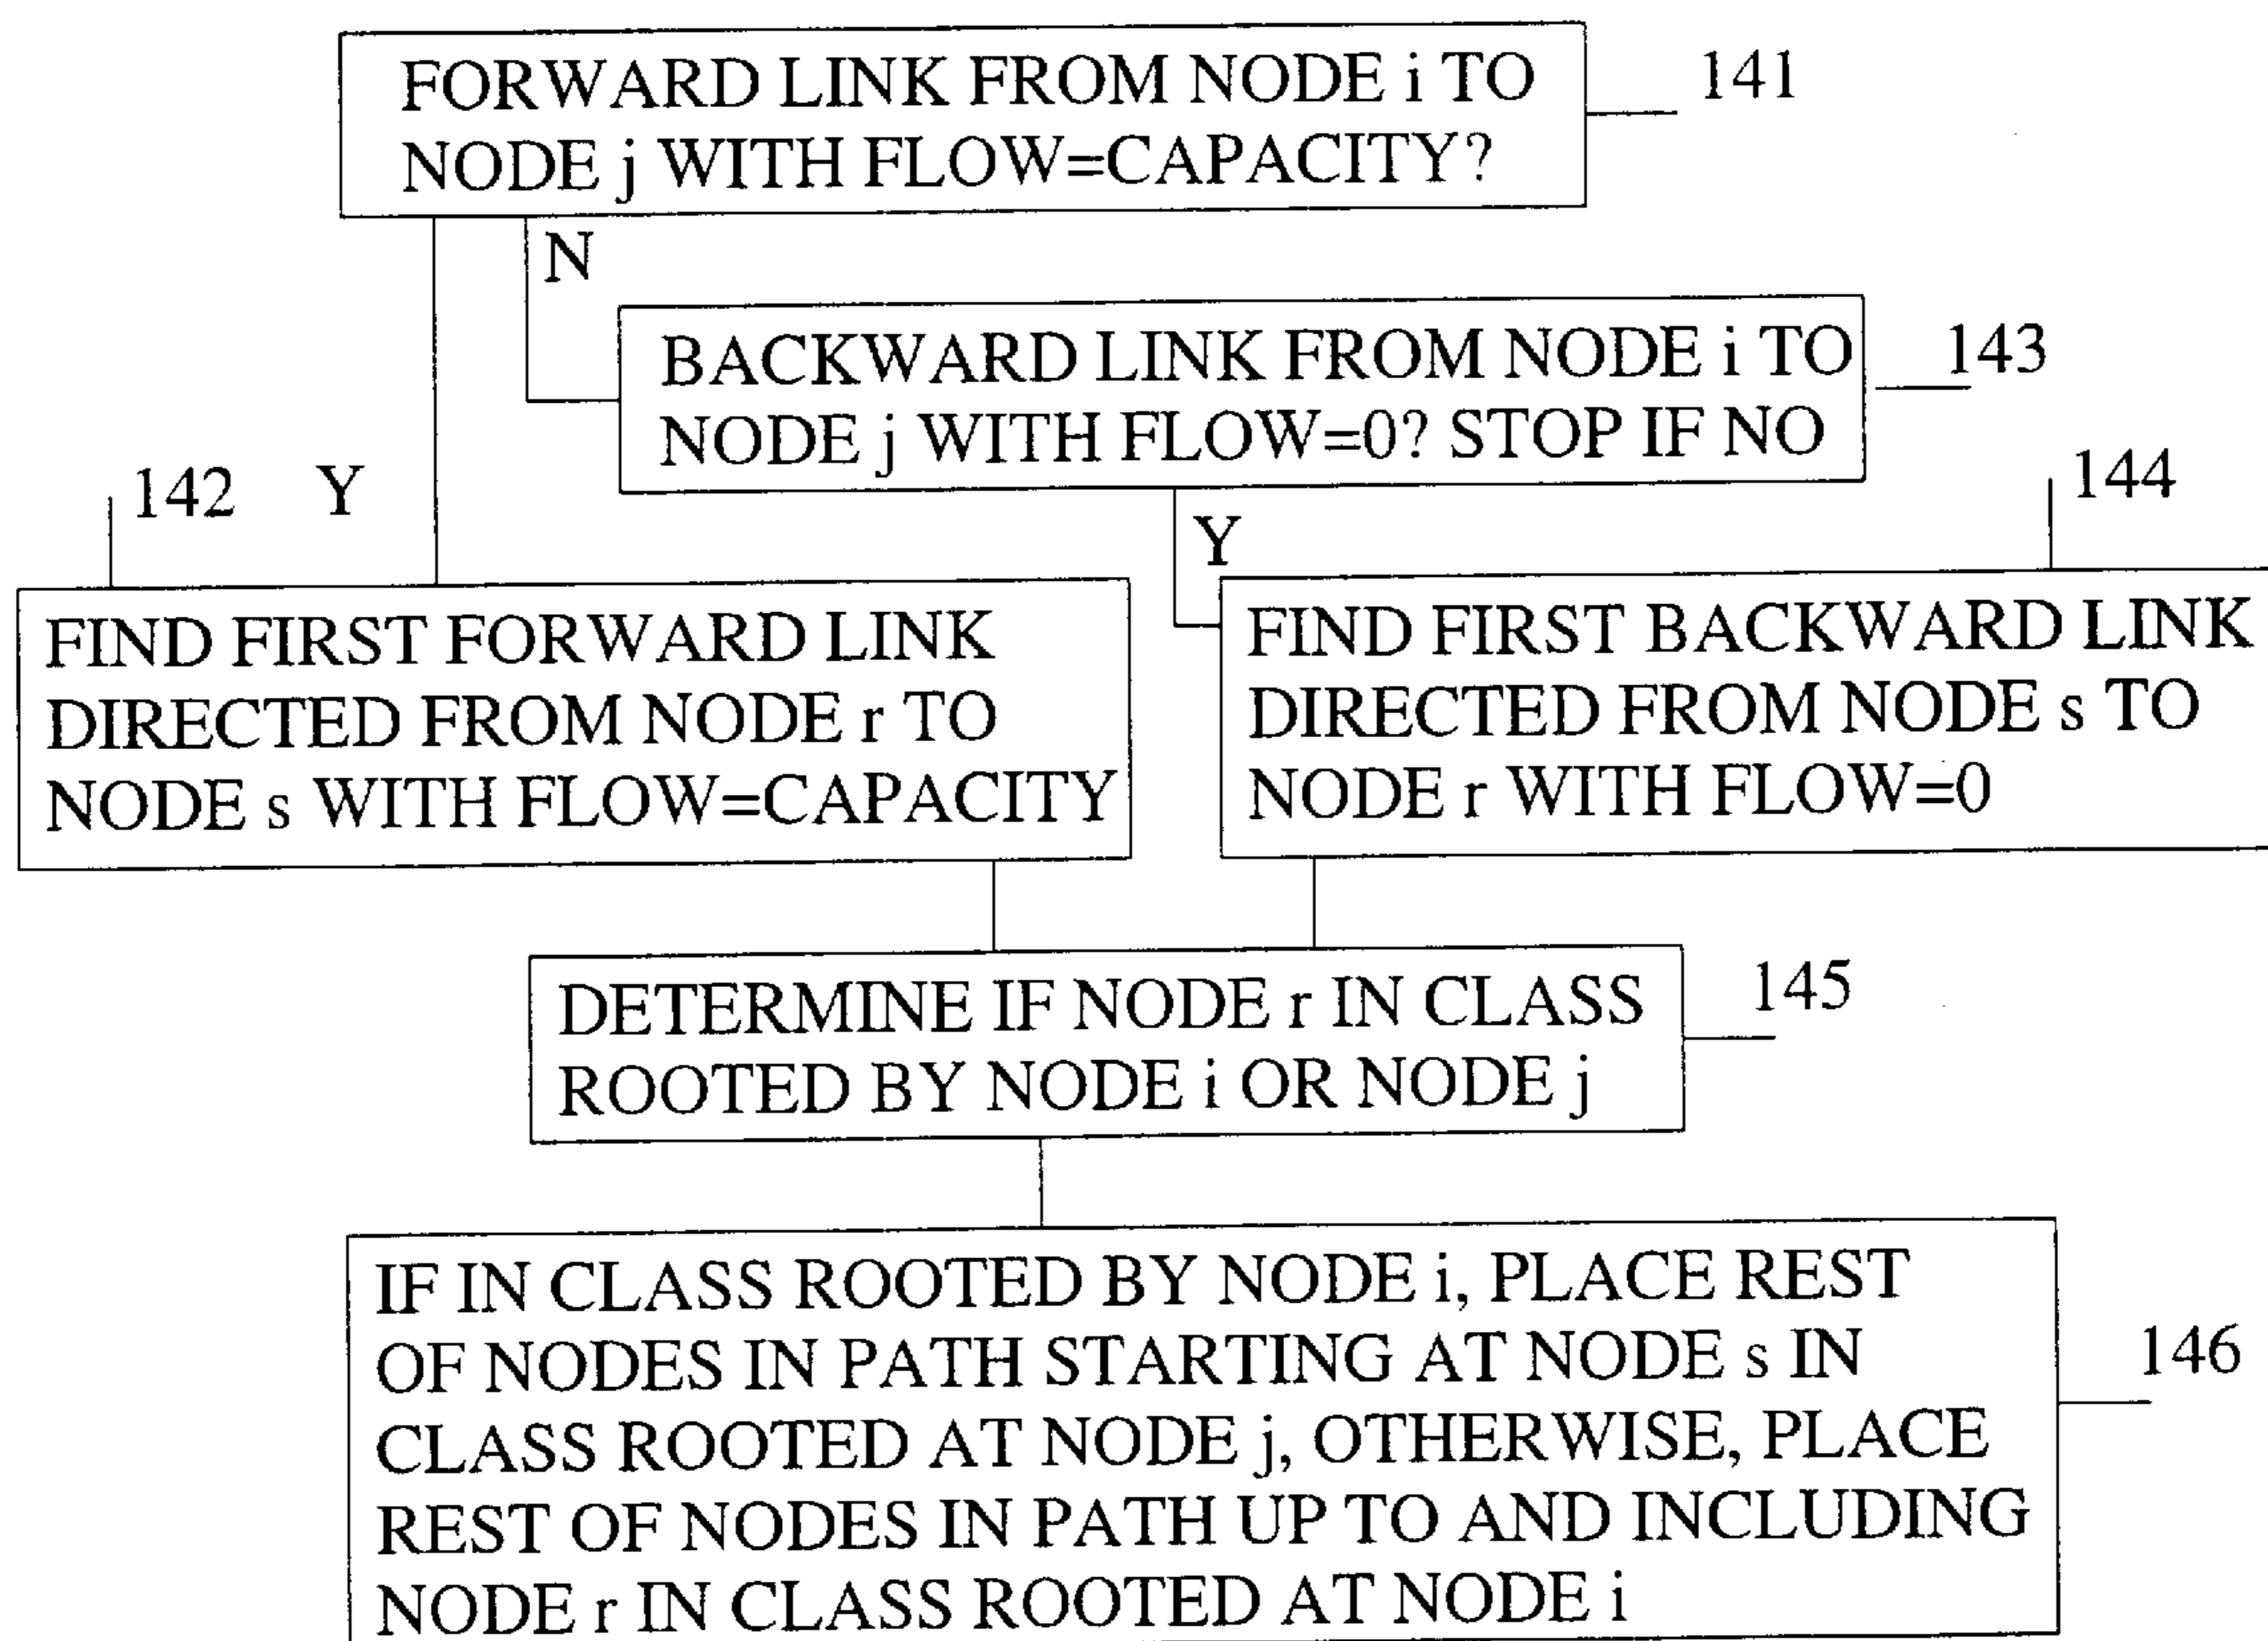 FORWARD LINK FROM NODE i TO
NODE j WITH FLOW=CAPACITY?
141
N
BACKWARD LINK FROM NODE i TO
NODE j WITH FLOW=0? STOP IF NO
143
142
Y
144
Y
FIND FIRST FORWARD LINK
DIRECTED FROM NODE r TO
NODE s WITH FLOW=CAPACITY
FIND FIRST BACKWARD LINK
DIRECTED FROM NODE s TO
NODE r WITH FLOW=0
DETERMINE IF NODE r IN CLASS
ROOTED BY NODE i OR NODE j
145
IF IN CLASS ROOTED BY NODE i, PLACE REST
OF NODES IN PATH STARTING AT NODE s IN
CLASS ROOTED AT NODE j, OTHERWISE, PLACE
REST OF NODES IN PATH UP TO AND INCLUDING
NODE r IN CLASS ROOTED AT NODE i
146